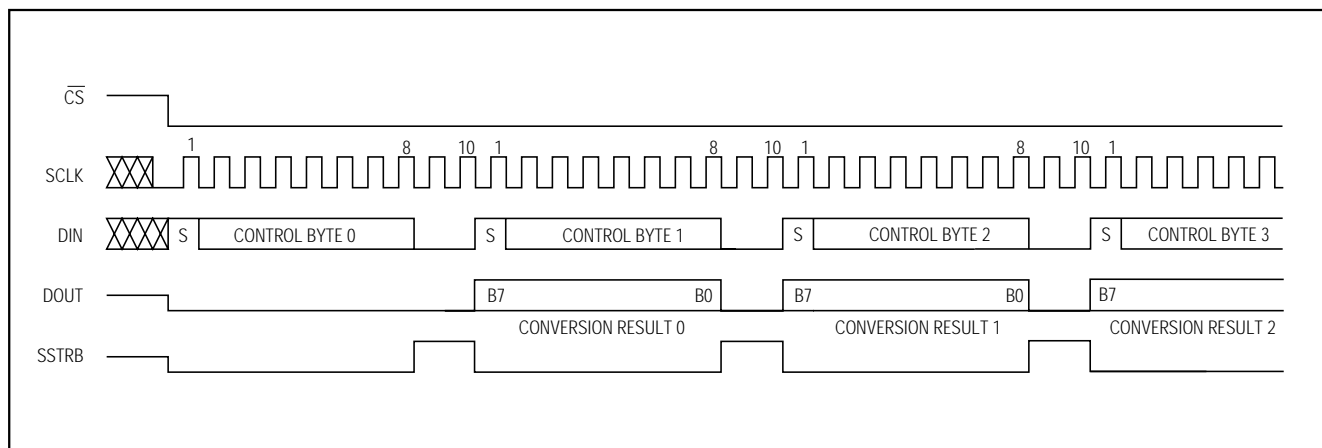 CS
1 8 10 1 8 10 1 8 10 1
SCLK
DIN S CONTROL BYTE 0 S CONTROL BYTE 1 S CONTROL BYTE 2 S CONTROL BYTE 3
DOUT B7 B0 B7 B0 B7
CONVERSION RESULT 0 CONVERSION RESULT 1 CONVERSION RESULT 2
SSTRB